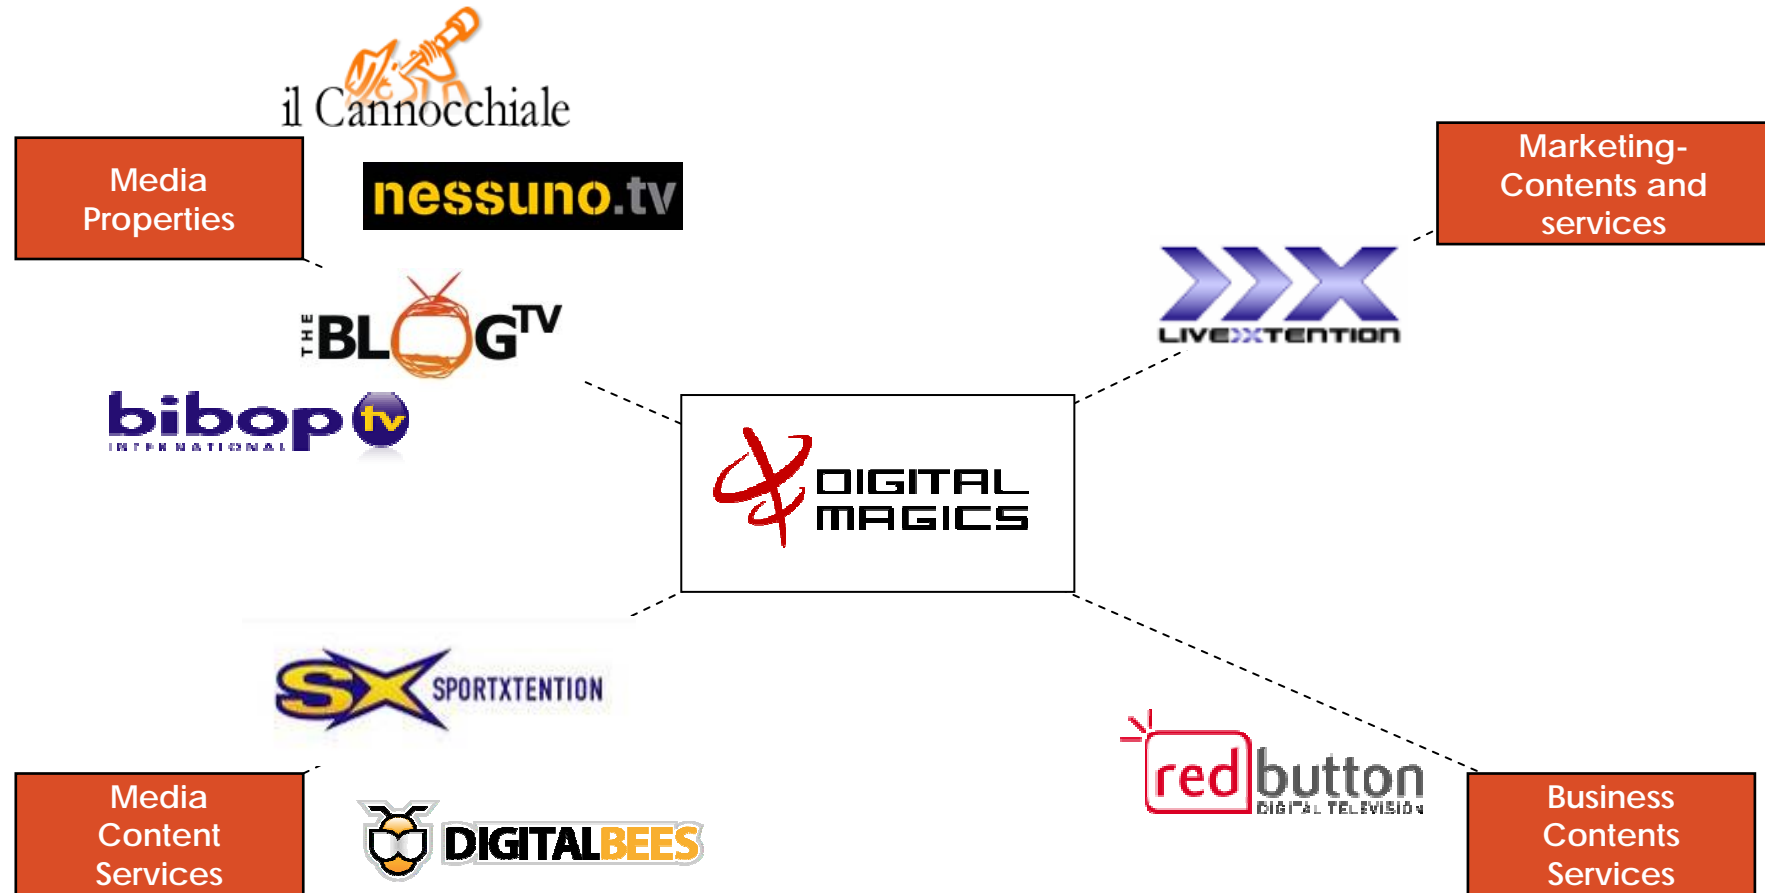 il Cannocchiale
Media
Properties
nessuno.tv
Marketing-
Contents and
services
THE BLOG TV
LIVEXTENTION
bibop tv
INTERNATIONAL
DIGITAL
MAGICS
SX SPORTXTENTION
red button
DIGITAL TELEVISION
Media
Content
Services
DIGITALBEES
Business
Contents
Services